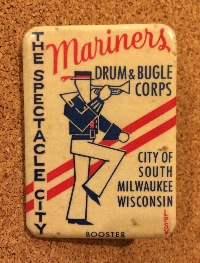 THE SPECTACLE CITY
Mariners
DRUM & BUGLE
CORPS
CITY OF
SOUTH
MILWAUKEE
WISCONSIN
BOOSTER